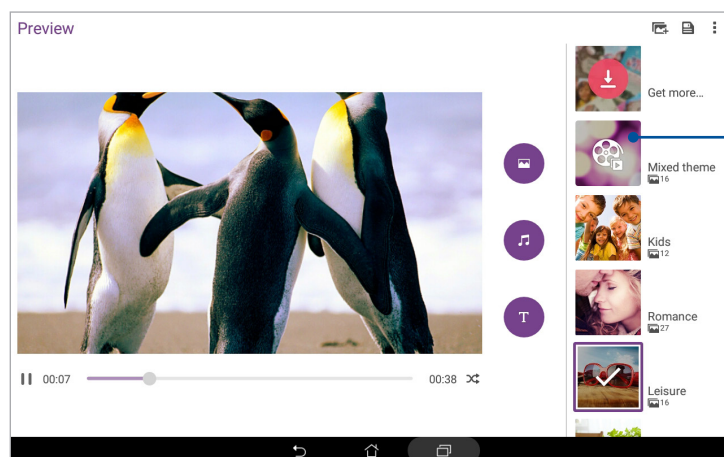 Preview
Get more...
Mixed theme
16
Kids
12
Romance
27
T
00:07
00:38
Leisure
16